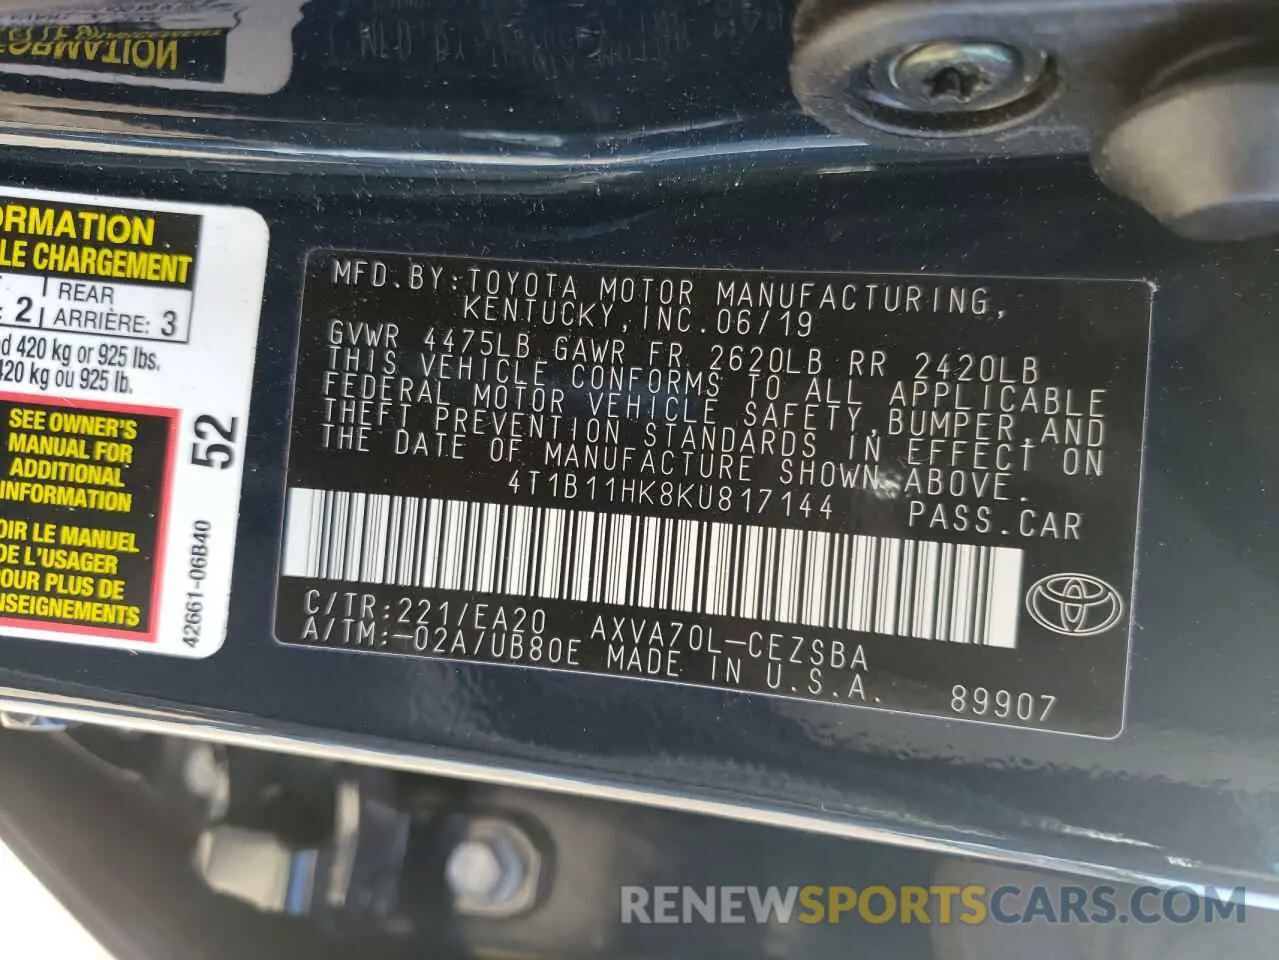 ORMATION
ORMATION
LE CHARGEMENT
REAR
2 ARRIÈRE: 3
d 420 kg or 925 lbs.
420 kg ou 925 lb.
SEE OWNER'S
MANUAL FOR
ADDITIONAL
INFORMATION
OIR LE MANUEL
DE L'USAGER
POUR PLUS DE
NSEIGNEMENTS
52
42661-06B40
MFD. BY: TOYOTA MOTOR MANUFACTURING,
KENTUCKY, INC. 06/19
GVWR 4475LB GAWR FR 2620LB RR 2420LB
THIS VEHICLE CONFORMS TO ALL APPLICABLE
FEDERAL MOTOR VEHICLE SAFETY, BUMPER, AND
THEFT PREVENTION STANDARDS IN EFFECT ON
THE DATE OF MANUFACTURE SHOWN ABOVE.
4T1B11HK8KU817144 PASS. CAR
C/TR: 221/EA20 AXVA70L-CEZSBA
A/TM: -02A/UB80E MADE IN U.S.A.
89907
RENEWSPORTSCARS.COM